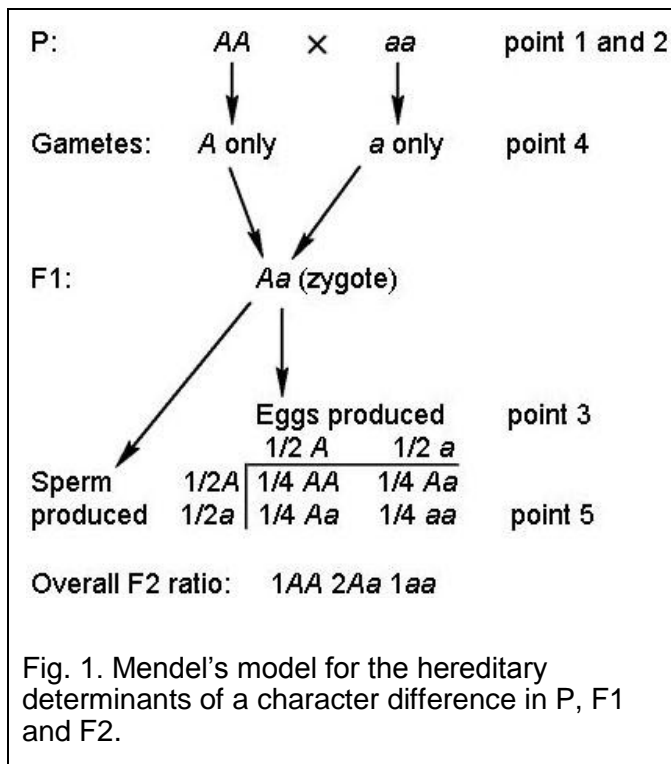 P: AA × aa point 1 and 2
Gametes: A only a only point 4
F1: Aa (zygote)
Eggs produced point 3
1/2 A 1/2 a
Sperm 1/2A 1/4 AA 1/4 Aa
produced 1/2a 1/4 Aa 1/4 aa point 5
Overall F2 ratio: 1AA 2Aa 1aa
Fig. 1. Mendel’s model for the hereditary
determinants of a character difference in P, F1
and F2.